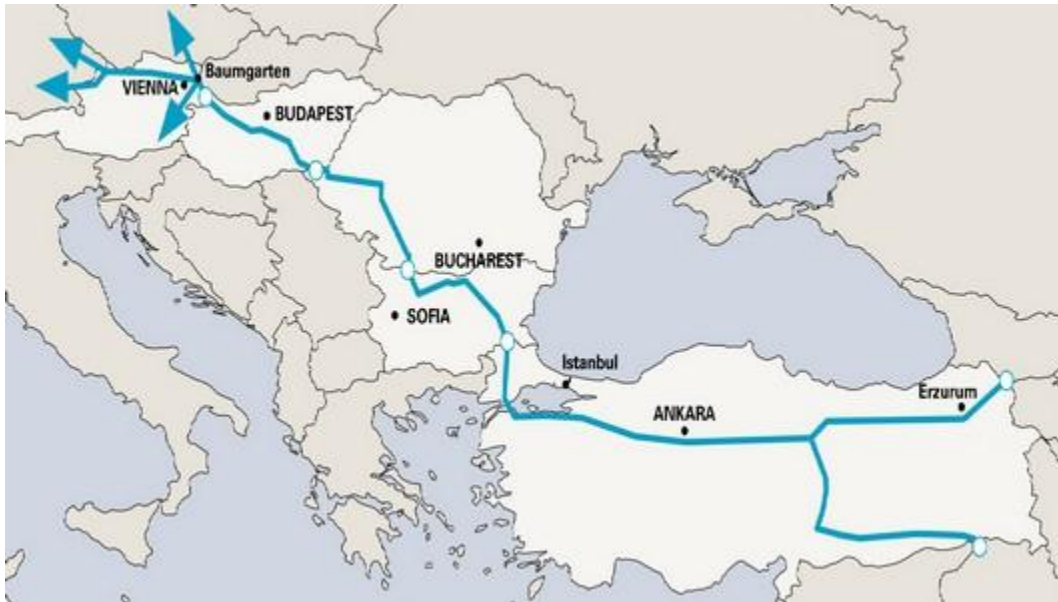 Baumgarten
VIENNA
BUDAPEST
BUCHAREST
SOFIA
Istanbul
Erzurum
ANKARA